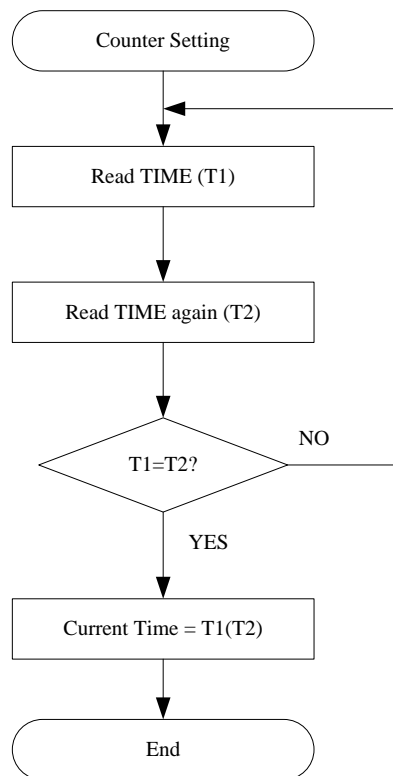 Counter Setting
Read TIME (T1)
Read TIME again (T2)
T1=T2?
NO
YES
Current Time = T1(T2)
End